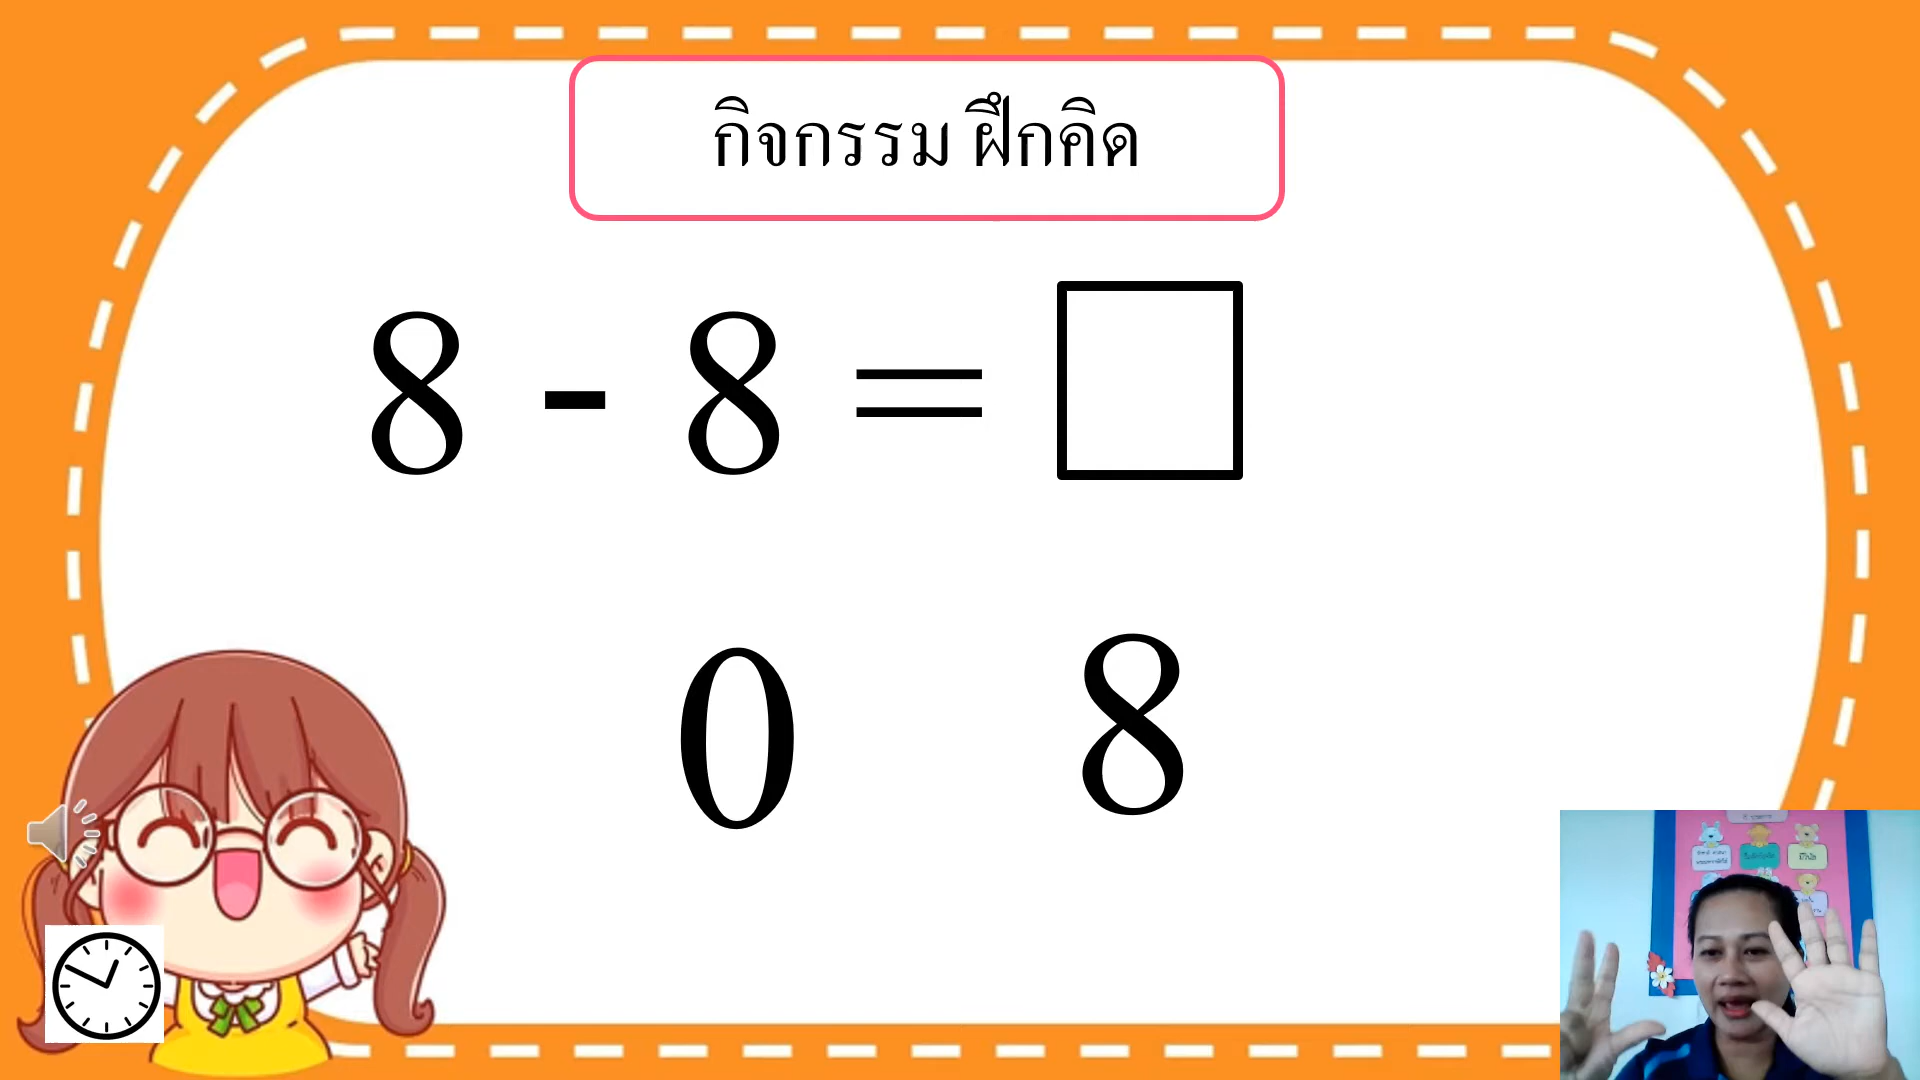 กิจกรรม ฝึกคิด
8 - 8 = □
0 8